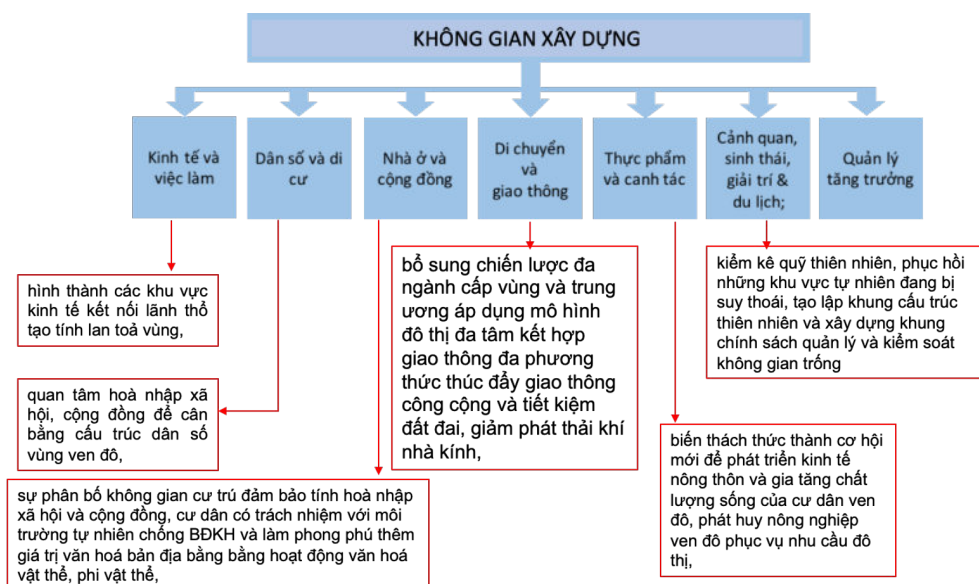 KHÔNG GIAN XÂY DỰNG
Kinh tế và
việc làm
Dân số và di
cư
Nhà ở và
cộng đồng
Di chuyển
và
giao thông
Thực phẩm
và canh tác
Cảnh quan,
sinh thái,
giải trí &
du lịch;
Quản lý
tăng trưởng
hình thành các khu vực
kinh tế kết nối lãnh thổ
tạo tính lan toả vùng,
quan tâm hoà nhập xã
hội, cộng đồng để cân
bằng cấu trúc dân số
vùng ven đô,
sự phân bố không gian cư trú đảm bảo tính hoà nhập
xã hội và cộng đồng, cư dân có trách nhiệm với môi
trường tự nhiên chống BĐKH và làm phong phú thêm
giá trị văn hoá bản địa bằng bằng hoạt động văn hoá
vật thể, phi vật thể,
bổ sung chiến lược đa
ngành cấp vùng và trung
ương áp dụng mô hình
đô thị đa tâm kết hợp
giao thông đa phương
thức thúc đẩy giao thông
công cộng và tiết kiệm
đất đai, giảm phát thải khí
nhà kính,
biến thách thức thành cơ hội
mới để phát triển kinh tế
nông thôn và gia tăng chất
lượng sống của cư dân ven
đô, phát huy nông nghiệp
ven đô phục vụ nhu cầu đô
thị,
kiểm kê quỹ thiên nhiên, phục hồi
những khu vực tự nhiên đang bị
suy thoái, tạo lập khung cấu trúc
thiên nhiên và xây dựng khung
chính sách quản lý và kiểm soát
không gian trống